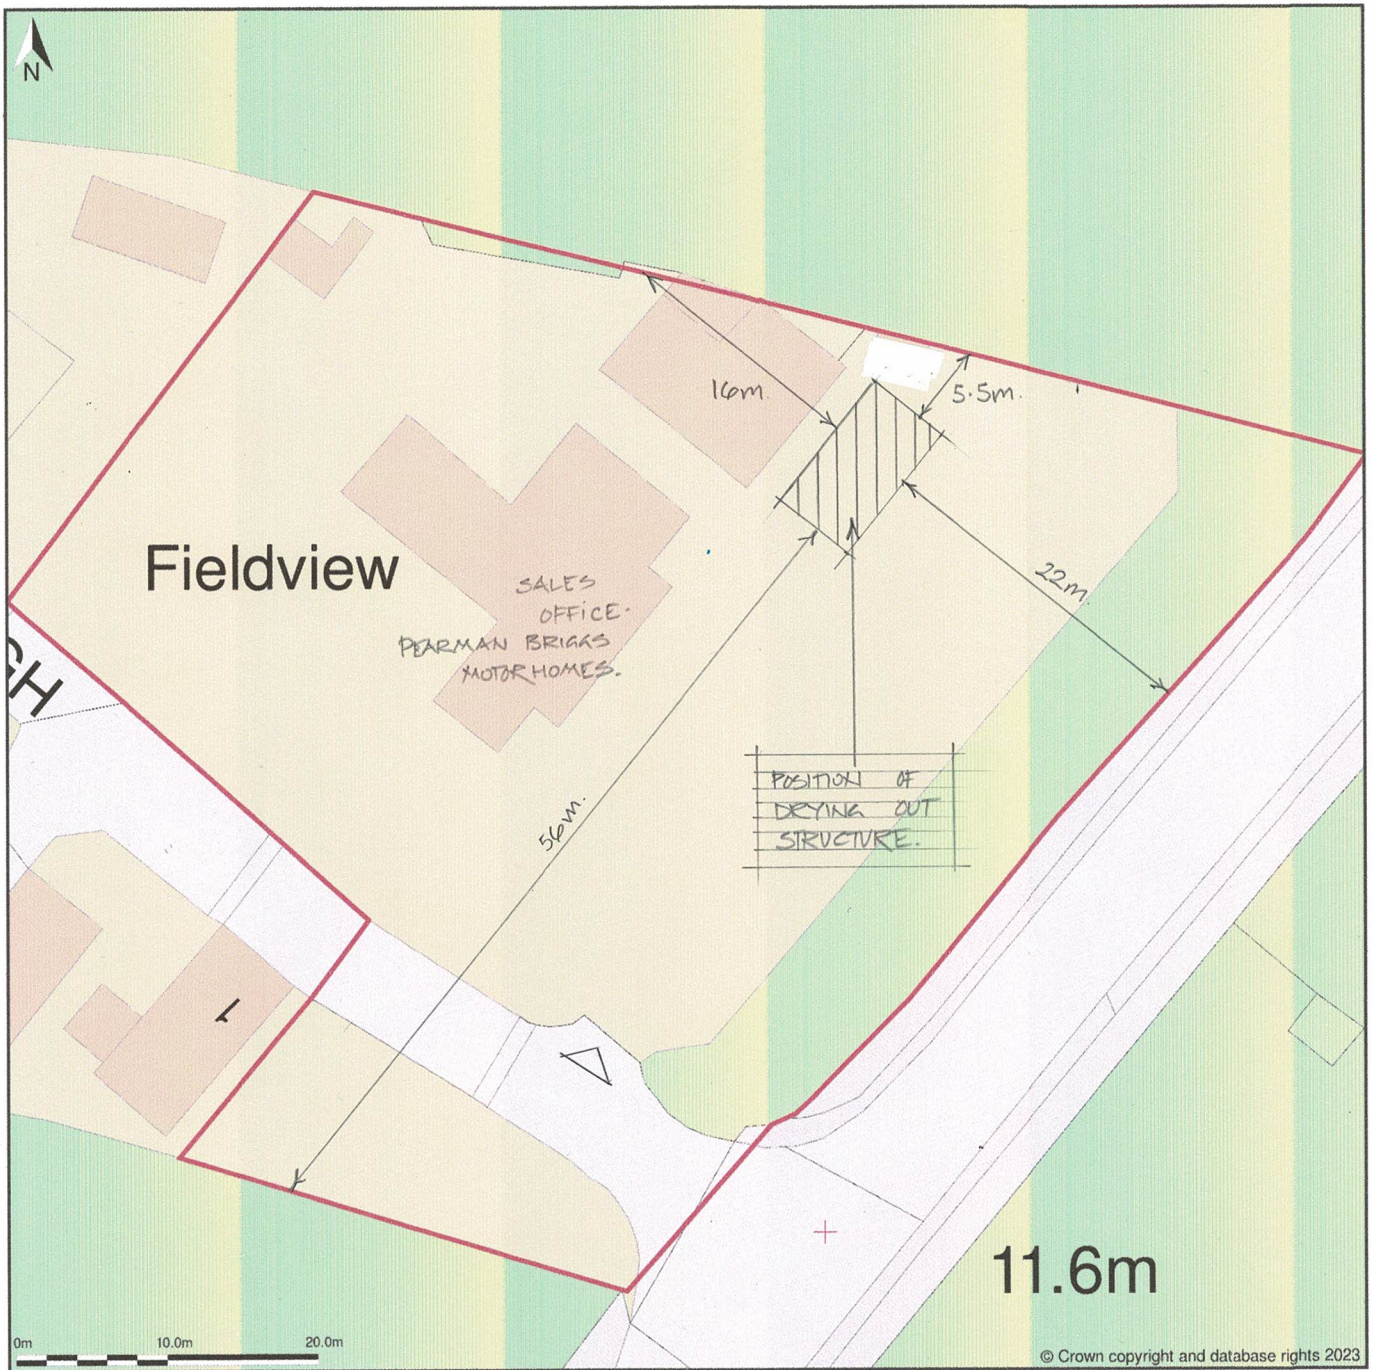 N
16m.
5.5m.
Fieldview
SALES
OFFICE.
PEARMAN BRIGGS
MOTORHOMES.
22m
GH
POSITION OF
DRYING OUT
STRUCTURE.
56m.
1
11.6m
0m 10.0m 20.0m
© Crown copyright and database rights 2023